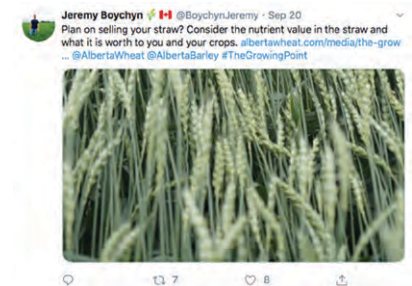 Jeremy Boychyn 🌾 🇨🇦 @BoychynJeremy · Sep 20
Plan on selling your straw? Consider the nutrient value in the straw and
what it is worth to you and your crops. albertawheat.com/media/the-grow
... @AlbertaWheat @AlbertaBarley #TheGrowingPoint
7 8